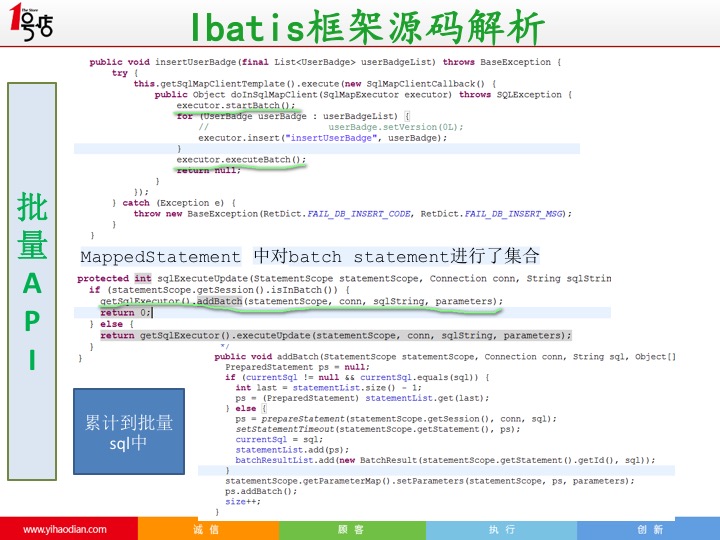 The Store
1号店
Ibatis框架源码解析
批量API
public void insertUserBadge(final List<UserBadge> userBadgeList) throws BaseException {
try {
this.getSqlMapClientTemplate().execute(new SqlMapClientCallback() {
public Object doInSqlMapClient(SqlMapExecutor executor) throws SQLException {
executor.startBatch();
for (UserBadge userBadge : userBadgeList) {
// userBadge.setVersion(0L);
executor.insert("insertUserBadge", userBadge);
}
executor.executeBatch();
return null;
}
});
} catch (Exception e) {
throw new BaseException(RetDict.FAIL_DB_INSERT_CODE, RetDict.FAIL_DB_INSERT_MSG);
}
}
MappedStatement 中对batch statement进行了集合
protected int sqlExecuteUpdate(StatementScope statementScope, Connection conn, String sqlStrin
if (statementScope.getSession().isInBatch()) {
getSqlExecutor().addBatch(statementScope, conn, sqlString, parameters);
return 0;
} else {
return getSqlExecutor().executeUpdate(statementScope, conn, sqlString, parameters);
}
}
*/
public void addBatch(StatementScope statementScope, Connection conn, String sql, Object[]
PreparedStatement ps = null;
if (currentSql != null && currentSql.equals(sql)) {
int last = statementList.size() - 1;
ps = (PreparedStatement) statementList.get(last);
} else {
ps = prepareStatement(statementScope.getSession(), conn, sql);
setStatementTimeout(statementScope.getStatement(), ps);
currentSql = sql;
statementList.add(ps);
batchResultList.add(new BatchResult(statementScope.getStatement().getId(), sql));
}
statementScope.getParameterMap().setParameters(statementScope, ps, parameters);
ps.addBatch();
size++;
}
累计到批量
sql中
www.yihaodian.com 诚 信 顾 客 执 行 创 新